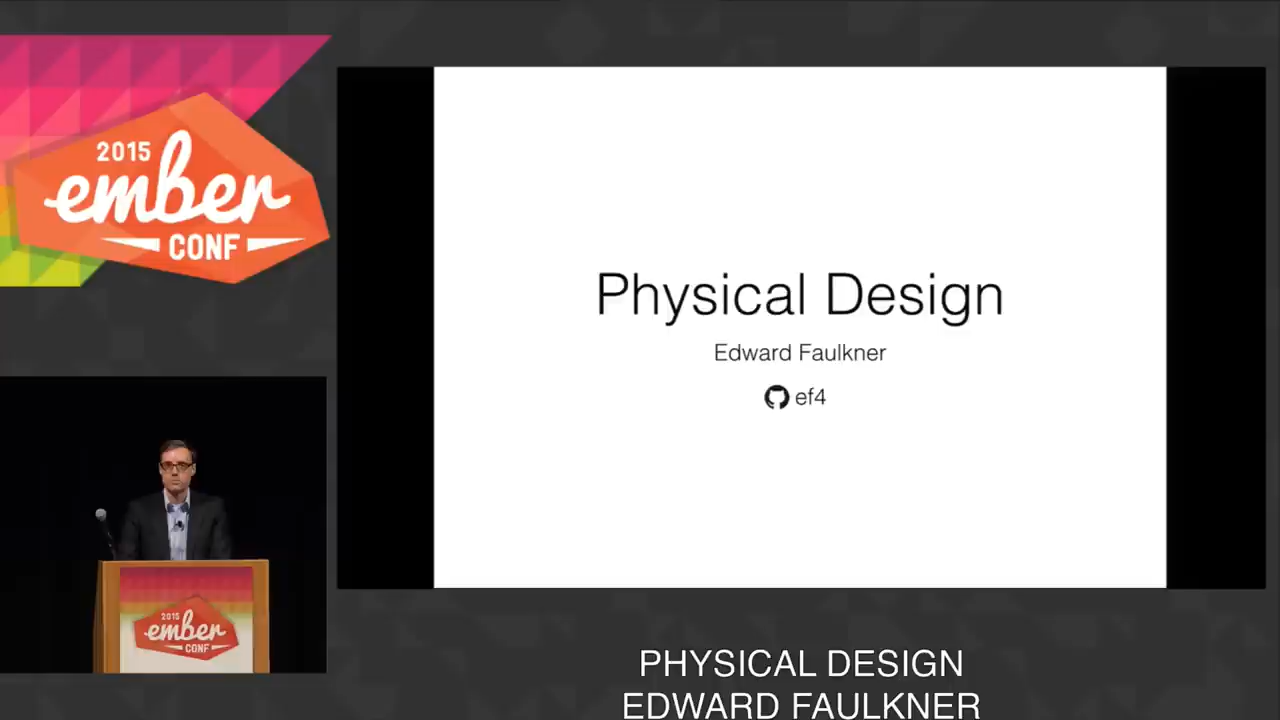 2015
ember
CONF
Physical Design
Edward Faulkner
ef4
2015
ember
CONF
PHYSICAL DESIGN
EDWARD FAULKNER